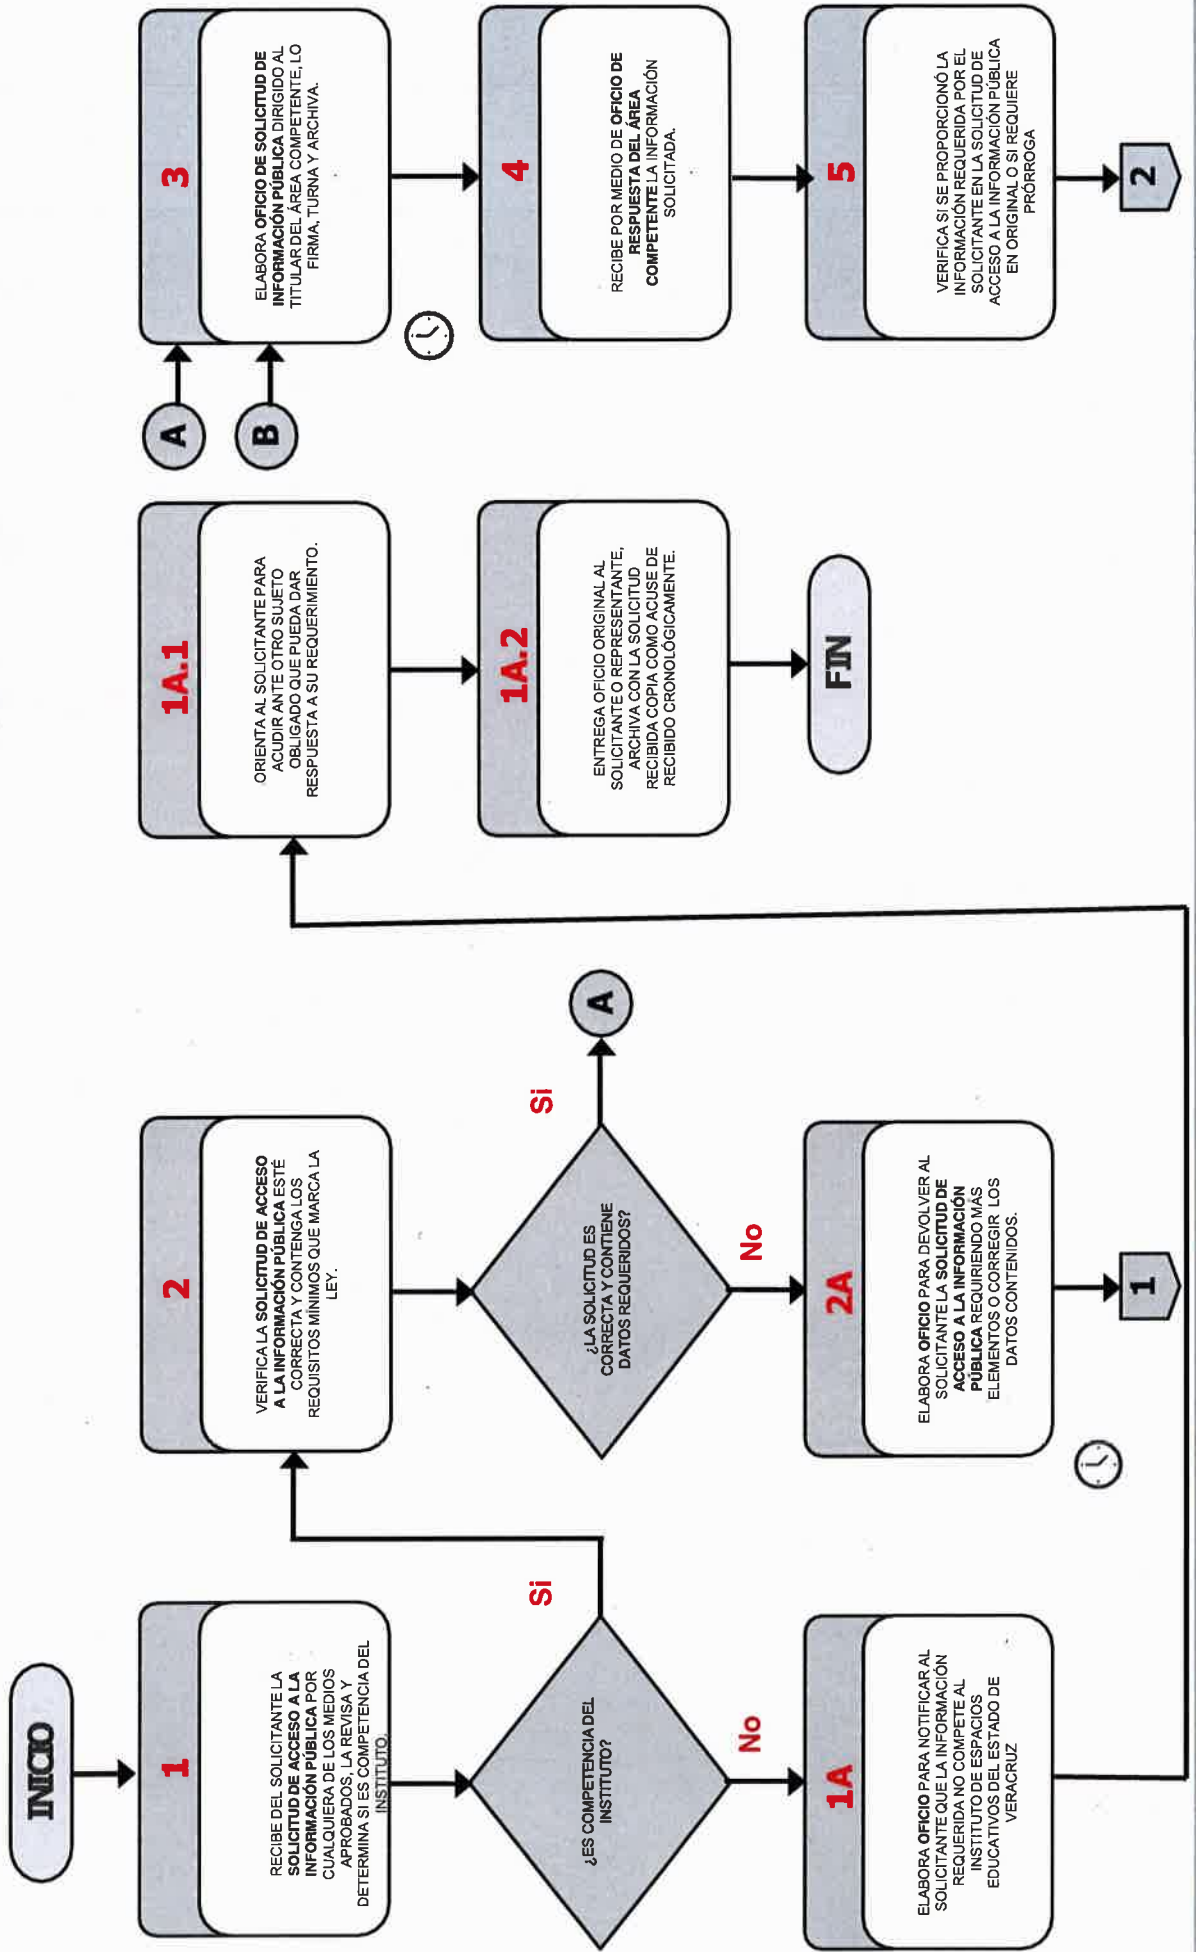 INICIO
1
RECIBE DEL SOLICITANTE LA
SOLICITUD DE ACCESO A LA
INFORMACIÓN PÚBLICA POR
CUALQUIERA DE LOS MEDIOS
APROBADOS, LA REVISA Y
DETERMINA SI ES COMPETENCIA DEL
INSTITUTO.
¿ES COMPETENCIA DEL
INSTITUTO?
Si
No
1A
ELABORA OFICIO PARA NOTIFICAR AL
SOLICITANTE QUE LA INFORMACIÓN
REQUERIDA NO COMPETE AL
INSTITUTO DE ESPACIOS
EDUCATIVOS DEL ESTADO DE
VERACRUZ
2
VERIFICA LA SOLICITUD DE ACCESO
A LA INFORMACIÓN PÚBLICA ESTÉ
CORRECTA Y CONTENGA LOS
REQUISITOS MÍNIMOS QUE MARCA LA
LEY.
¿LA SOLICITUD ES
CORRECTA Y CONTIENE
DATOS REQUERIDOS?
Si
A
No
2A
ELABORA OFICIO PARA DEVOLVER AL
SOLICITANTE LA SOLICITUD DE
ACCESO A LA INFORMACIÓN
PÚBLICA REQUIRIENDO MÁS
ELEMENTOS O CORREGIR LOS
DATOS CONTENIDOS.
1
1A.1
ORIENTA AL SOLICITANTE PARA
ACUDIR ANTE OTRO SUJETO
OBLIGADO QUE PUEDA DAR
RESPUESTA A SU REQUERIMIENTO.
1A.2
ENTREGA OFICIO ORIGINAL AL
SOLICITANTE O REPRESENTANTE,
ARCHIVA CON LA SOLICITUD
RECIBIDA COPIA COMO ACUSE DE
RECIBIDO CRONOLÓGICAMENTE.
FIN
A
B
3
ELABORA OFICIO DE SOLICITUD DE
INFORMACIÓN PÚBLICA DIRIGIDO AL
TITULAR DEL ÁREA COMPETENTE, LO
FIRMA, TURNA Y ARCHIVA.
4
RECIBE POR MEDIO DE OFICIO DE
RESPUESTA DEL ÁREA
COMPETENTE LA INFORMACIÓN
SOLICITADA.
5
VERIFICA SI SE PROPORCIONÓ LA
INFORMACIÓN REQUERIDA POR EL
SOLICITANTE EN LA SOLICITUD DE
ACCESO A LA INFORMACIÓN PÚBLICA
EN ORIGINAL O SI REQUIERE
PRÓRROGA
2